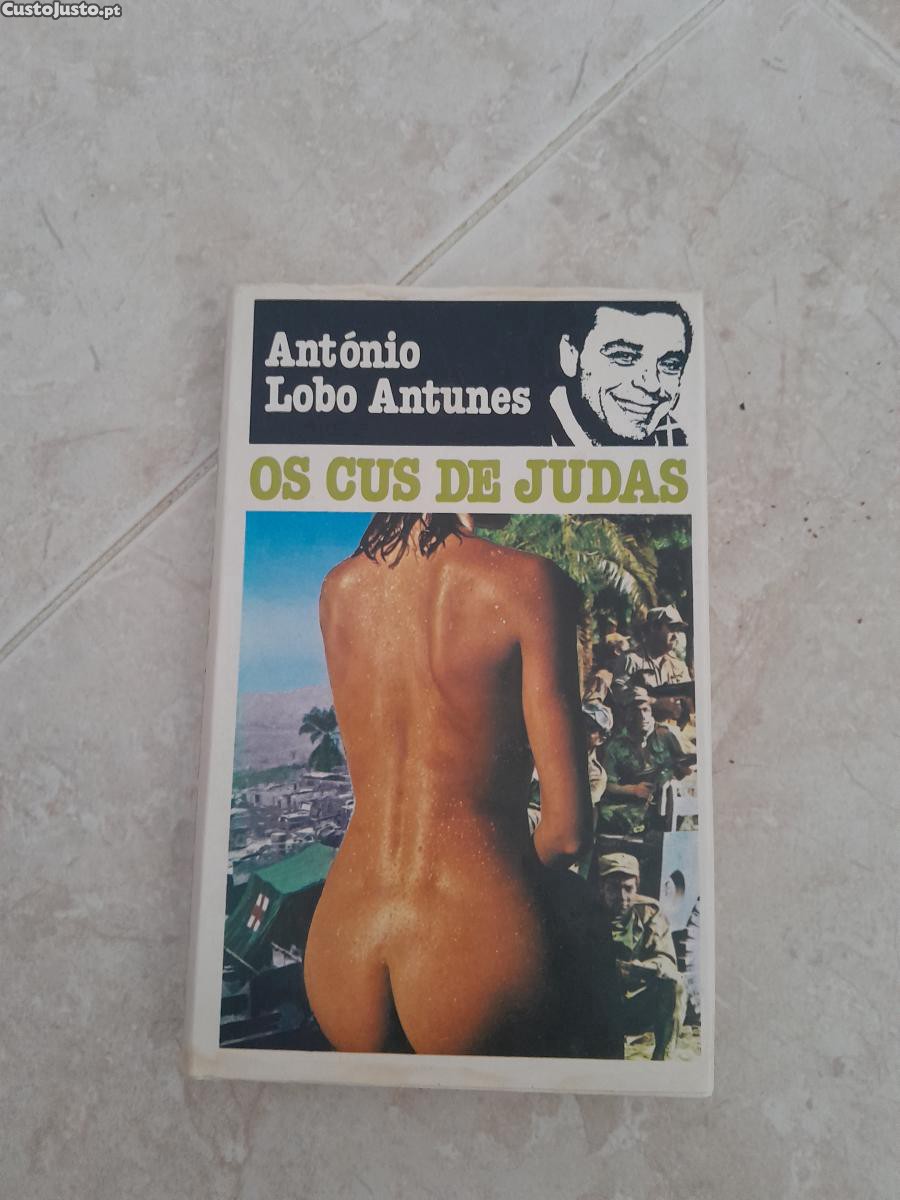 CustoJusto.pt
António
Lobo Antunes
OS CUS DE JUDAS